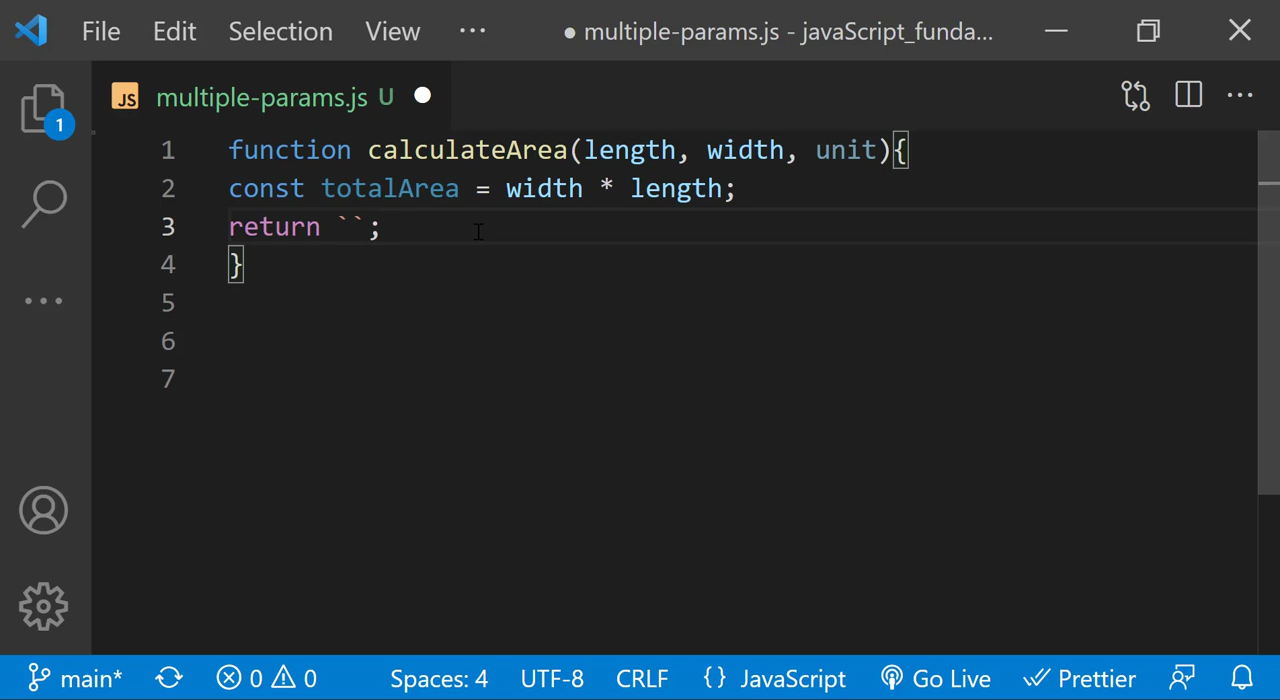 File Edit Selection View ··· ● multiple-params.js - javaScript_funda...
JS multiple-params.js U ● ···
1
1 function calculateArea(length, width, unit){
2 const totalArea = width * length;
3 return ``;
4 }
5
6
7
main* 0 0 Spaces: 4 UTF-8 CRLF {} JavaScript Go Live Prettier